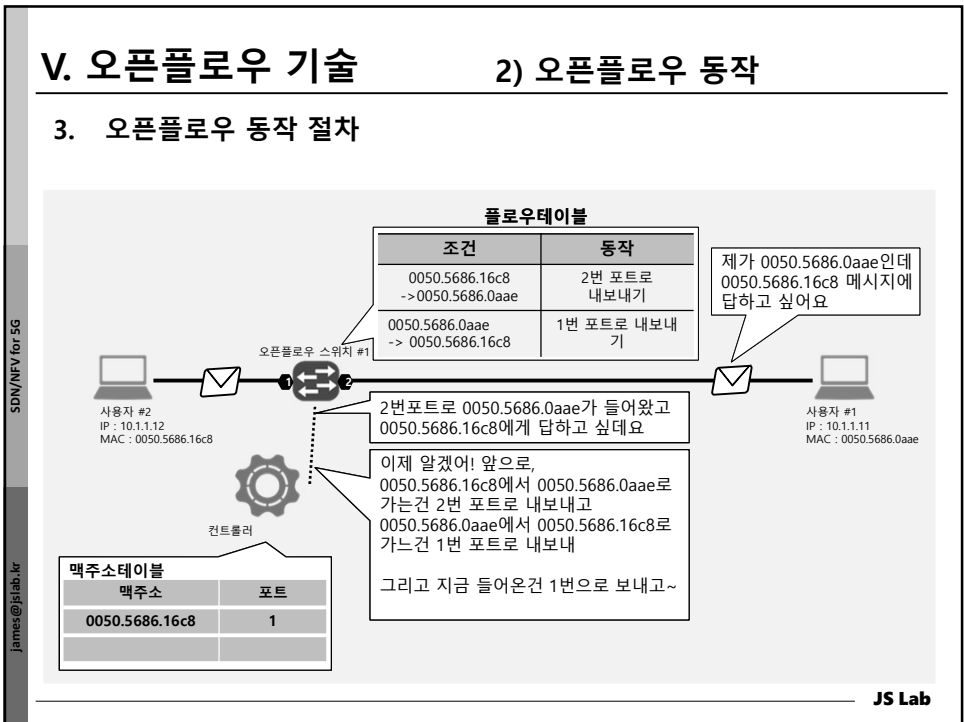 V. 오픈플로우 기술
2) 오픈플로우 동작
3. 오픈플로우 동작 절차
플로우테이블
조건 동작
0050.5686.16c8
->0050.5686.0aae
2번 포트로
내보내기
0050.5686.0aae
-> 0050.5686.16c8
1번 포트로 내보내
기
제가 0050.5686.0aae인데
0050.5686.16c8 메시지에
답하고 싶어요
오픈플로우 스위치 #1
1 2
사용자 #2
IP : 10.1.1.12
MAC : 0050.5686.16c8
사용자 #1
IP : 10.1.1.11
MAC : 0050.5686.0aae
2번포트로 0050.5686.0aae가 들어왔고
0050.5686.16c8에게 답하고 싶데요
이제 알겠어! 앞으로,
0050.5686.16c8에서 0050.5686.0aae로
가는건 2번 포트로 내보내고
0050.5686.0aae에서 0050.5686.16c8로
가느건 1번 포트로 내보내
그리고 지금 들어온건 1번으로 보내고~
컨트롤러
맥주소테이블
맥주소 포트
0050.5686.16c8 1
SDN/NFV for 5G
james@jslab.kr
JS Lab